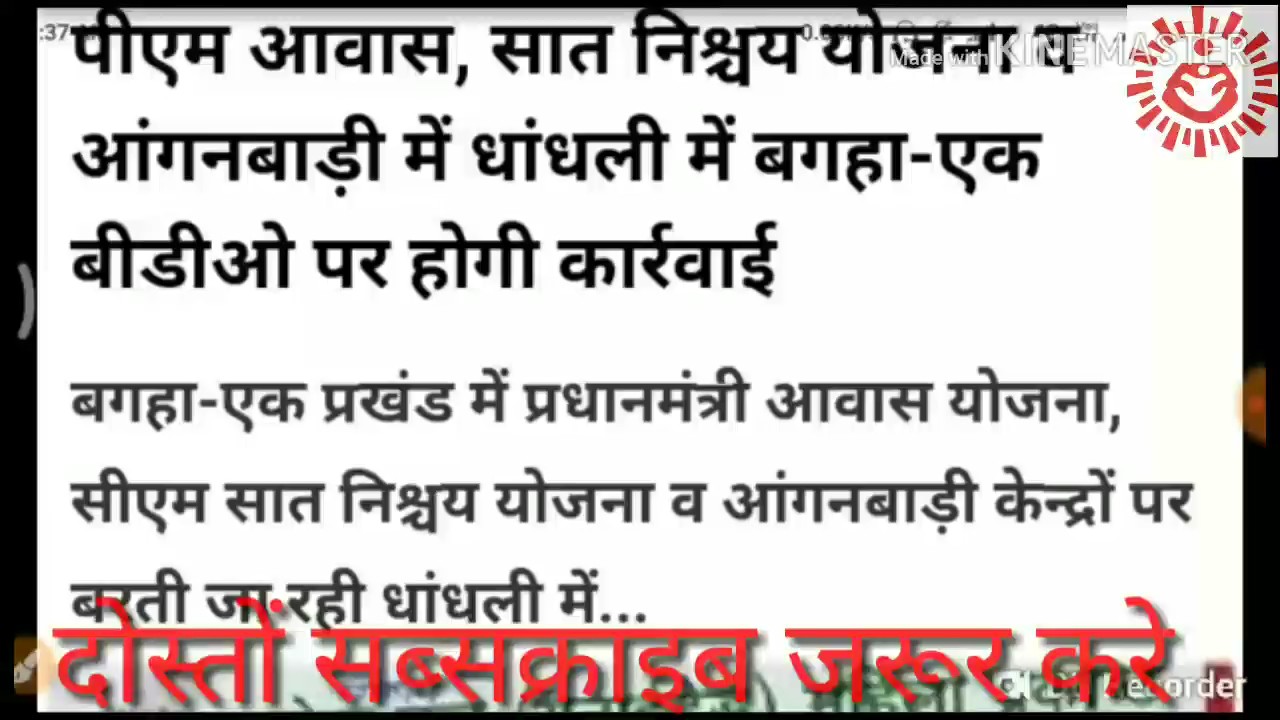 पीएम आवास, सात निश्चय योजना व
Made with KINEMASTER
आंगनबाड़ी में धांधली में बगहा-एक
बीडीओ पर होगी कार्रवाई
बगहा-एक प्रखंड में प्रधानमंत्री आवास योजना,
सीएम सात निश्चय योजना व आंगनबाड़ी केन्द्रों पर
बरती जा रही धांधली में...
दोस्तों सब्सक्राइब जरूर करे
Recorder